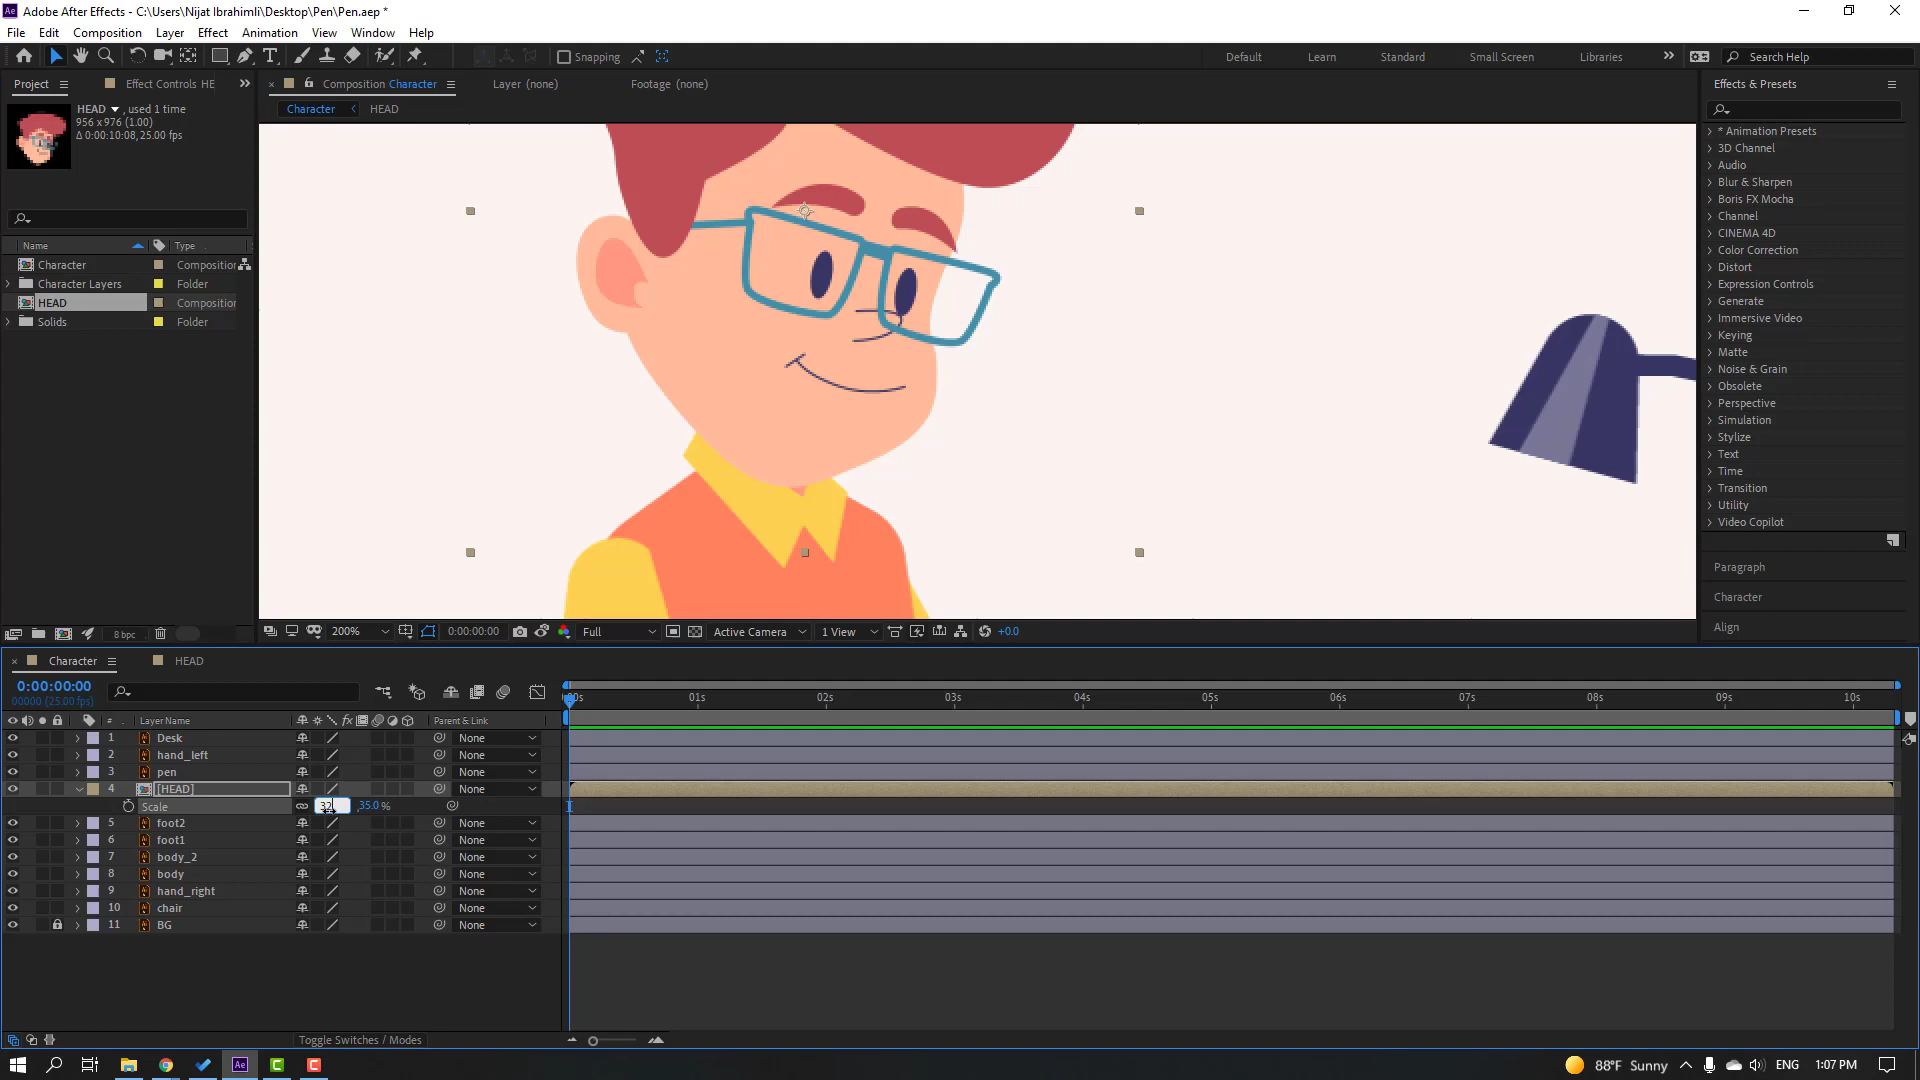 Adobe After Effects - C:\Users\Nijat Ibrahimli\Desktop\Pen\Pen.aep *
File Edit Composition Layer Effect Animation View Window Help
Snapping
Default Learn Standard Small Screen Libraries
Search Help
Project
Effect Controls HE
Composition Character
Layer (none)
Footage (none)
Effects & Presets
Character HEAD
HEAD , used 1 time
956 x 976 (1.00)
Δ 0:00:10:08, 25.00 fps
Name Type
Character Composition
Character Layers Folder
HEAD Composition
Solids Folder
* Animation Presets
3D Channel
Audio
Blur & Sharpen
Boris FX Mocha
Channel
CINEMA 4D
Color Correction
Distort
Expression Controls
Generate
Immersive Video
Keying
Matte
Noise & Grain
Obsolete
Perspective
Simulation
Stylize
Text
Time
Transition
Utility
Video Copilot
Paragraph
Character
Align
8 bpc
200% 0:00:00:00 Full Active Camera 1 View +0.0
Character HEAD
0:00:00:00
00000 (25.00 fps)
00s 01s 02s 03s 04s 05s 06s 07s 08s 09s 10s
# Layer Name fx Parent & Link
1 Desk None
2 hand_left None
3 pen None
4 [HEAD] None
Scale 32 ,35.0 %
5 foot2 None
6 foot1 None
7 body_2 None
8 body None
9 hand_right None
10 chair None
11 BG None
Toggle Switches / Modes
88°F Sunny ENG 1:07 PM